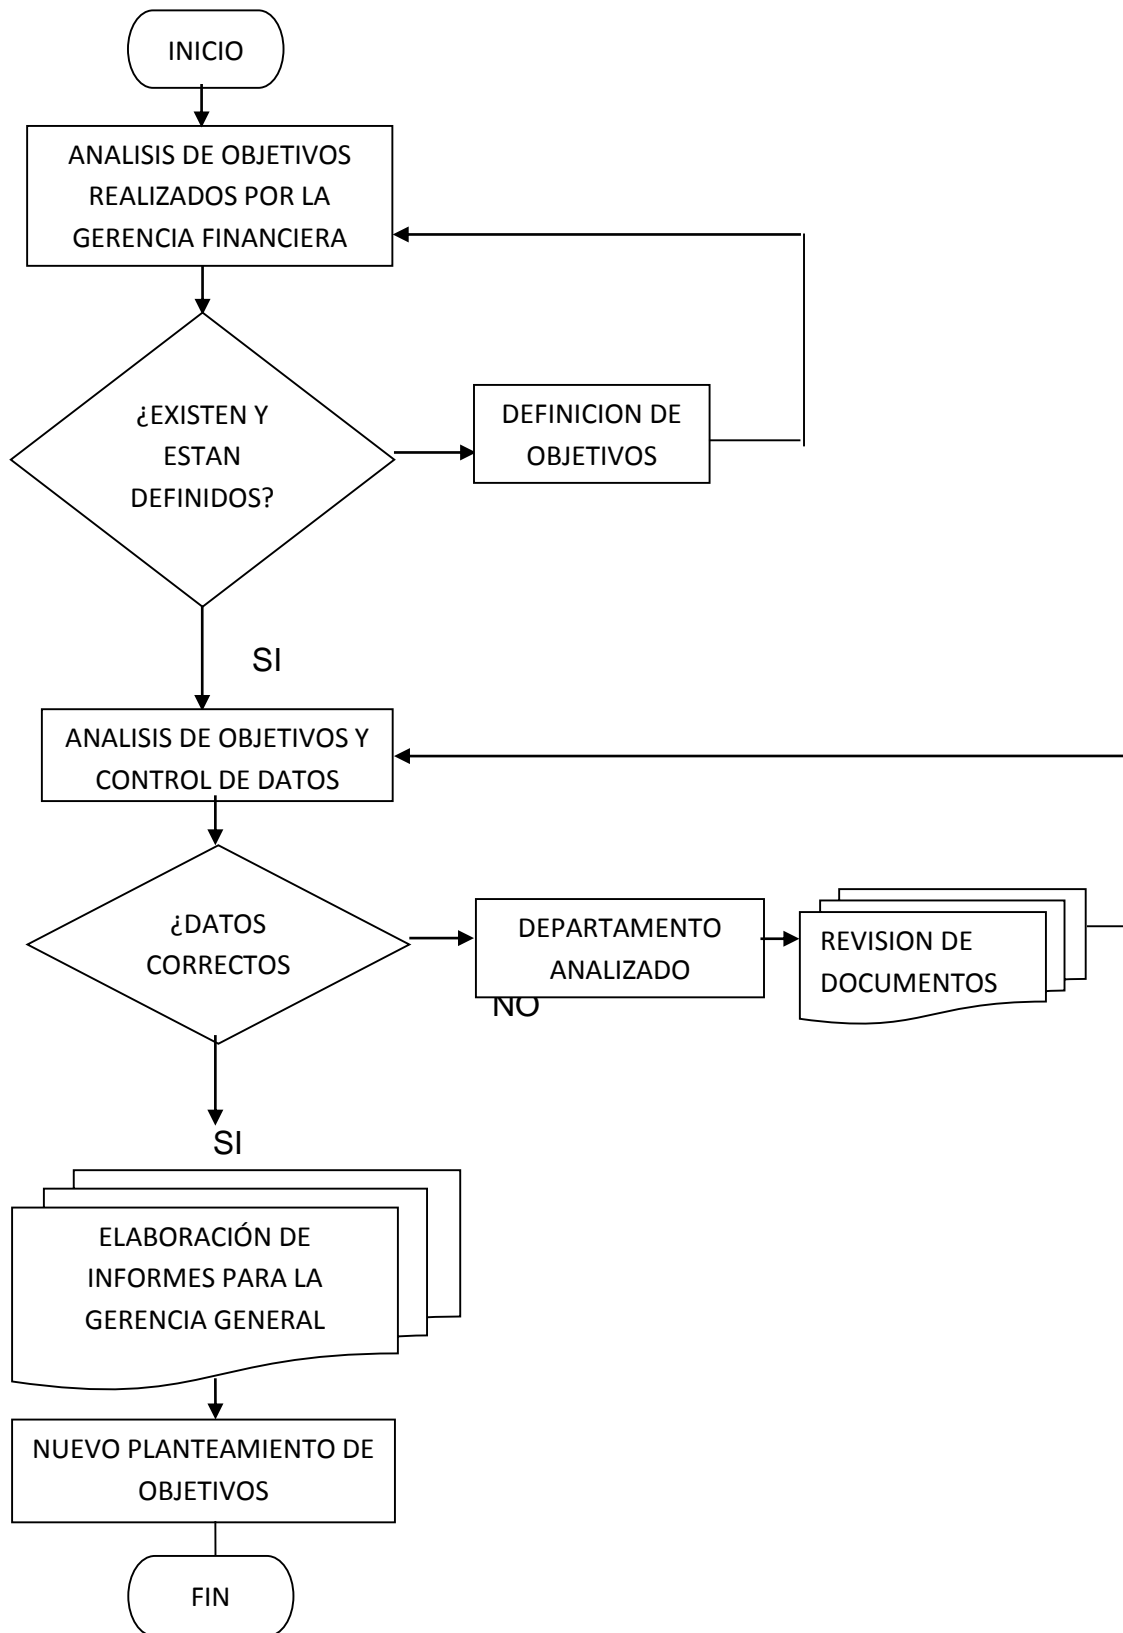 INICIO
ANALISIS DE OBJETIVOS
REALIZADOS POR LA
GERENCIA FINANCIERA
¿EXISTEN Y
ESTAN
DEFINIDOS?
DEFINICION DE
OBJETIVOS
SI
ANALISIS DE OBJETIVOS Y
CONTROL DE DATOS
¿DATOS
CORRECTOS
DEPARTAMENTO
ANALIZADO
NO
REVISION DE
DOCUMENTOS
SI
ELABORACIÓN DE
INFORMES PARA LA
GERENCIA GENERAL
NUEVO PLANTEAMIENTO DE
OBJETIVOS
FIN